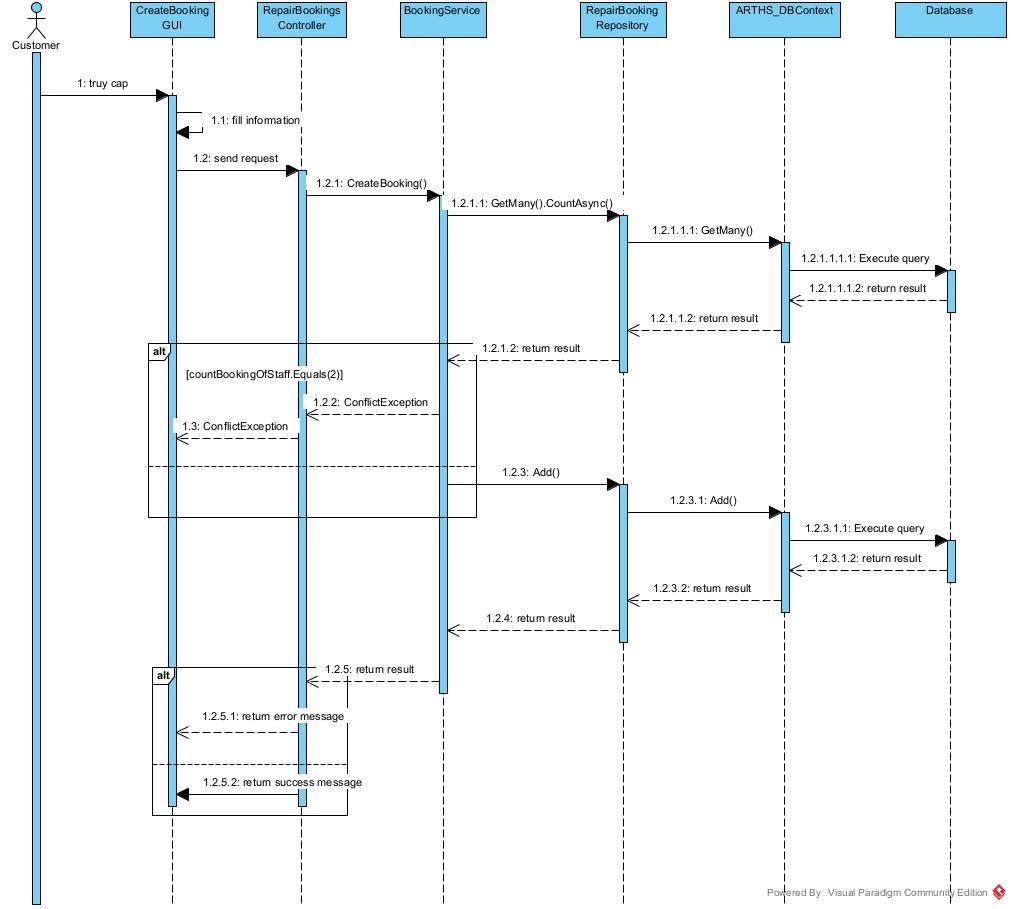 CreateBooking
GUI
RepairBookings
Controller
BookingService
RepairBooking
Repository
ARTHS_DBContext
Database
Customer
1: truy cap
1.1: fill information
1.2: send request
1.2.1: CreateBooking()
1.2.1.1: GetMany().CountAsync()
1.2.1.1.1: GetMany()
1.2.1.1.1.1: Execute query
1.2.1.1.1.2: return result
1.2.1.1.2: return result
1.2.1.2: return result
alt
[countBookingOfStaff.Equals(2)]
1.2.2: ConflictException
1.3: ConflictException
1.2.3: Add()
1.2.3.1: Add()
1.2.3.1.1: Execute query
1.2.3.1.2: return result
1.2.3.2: return result
1.2.4: return result
1.2.5: return result
alt
1.2.5.1: return error message
1.2.5.2: return success message
Powered By Visual Paradigm Community Edition